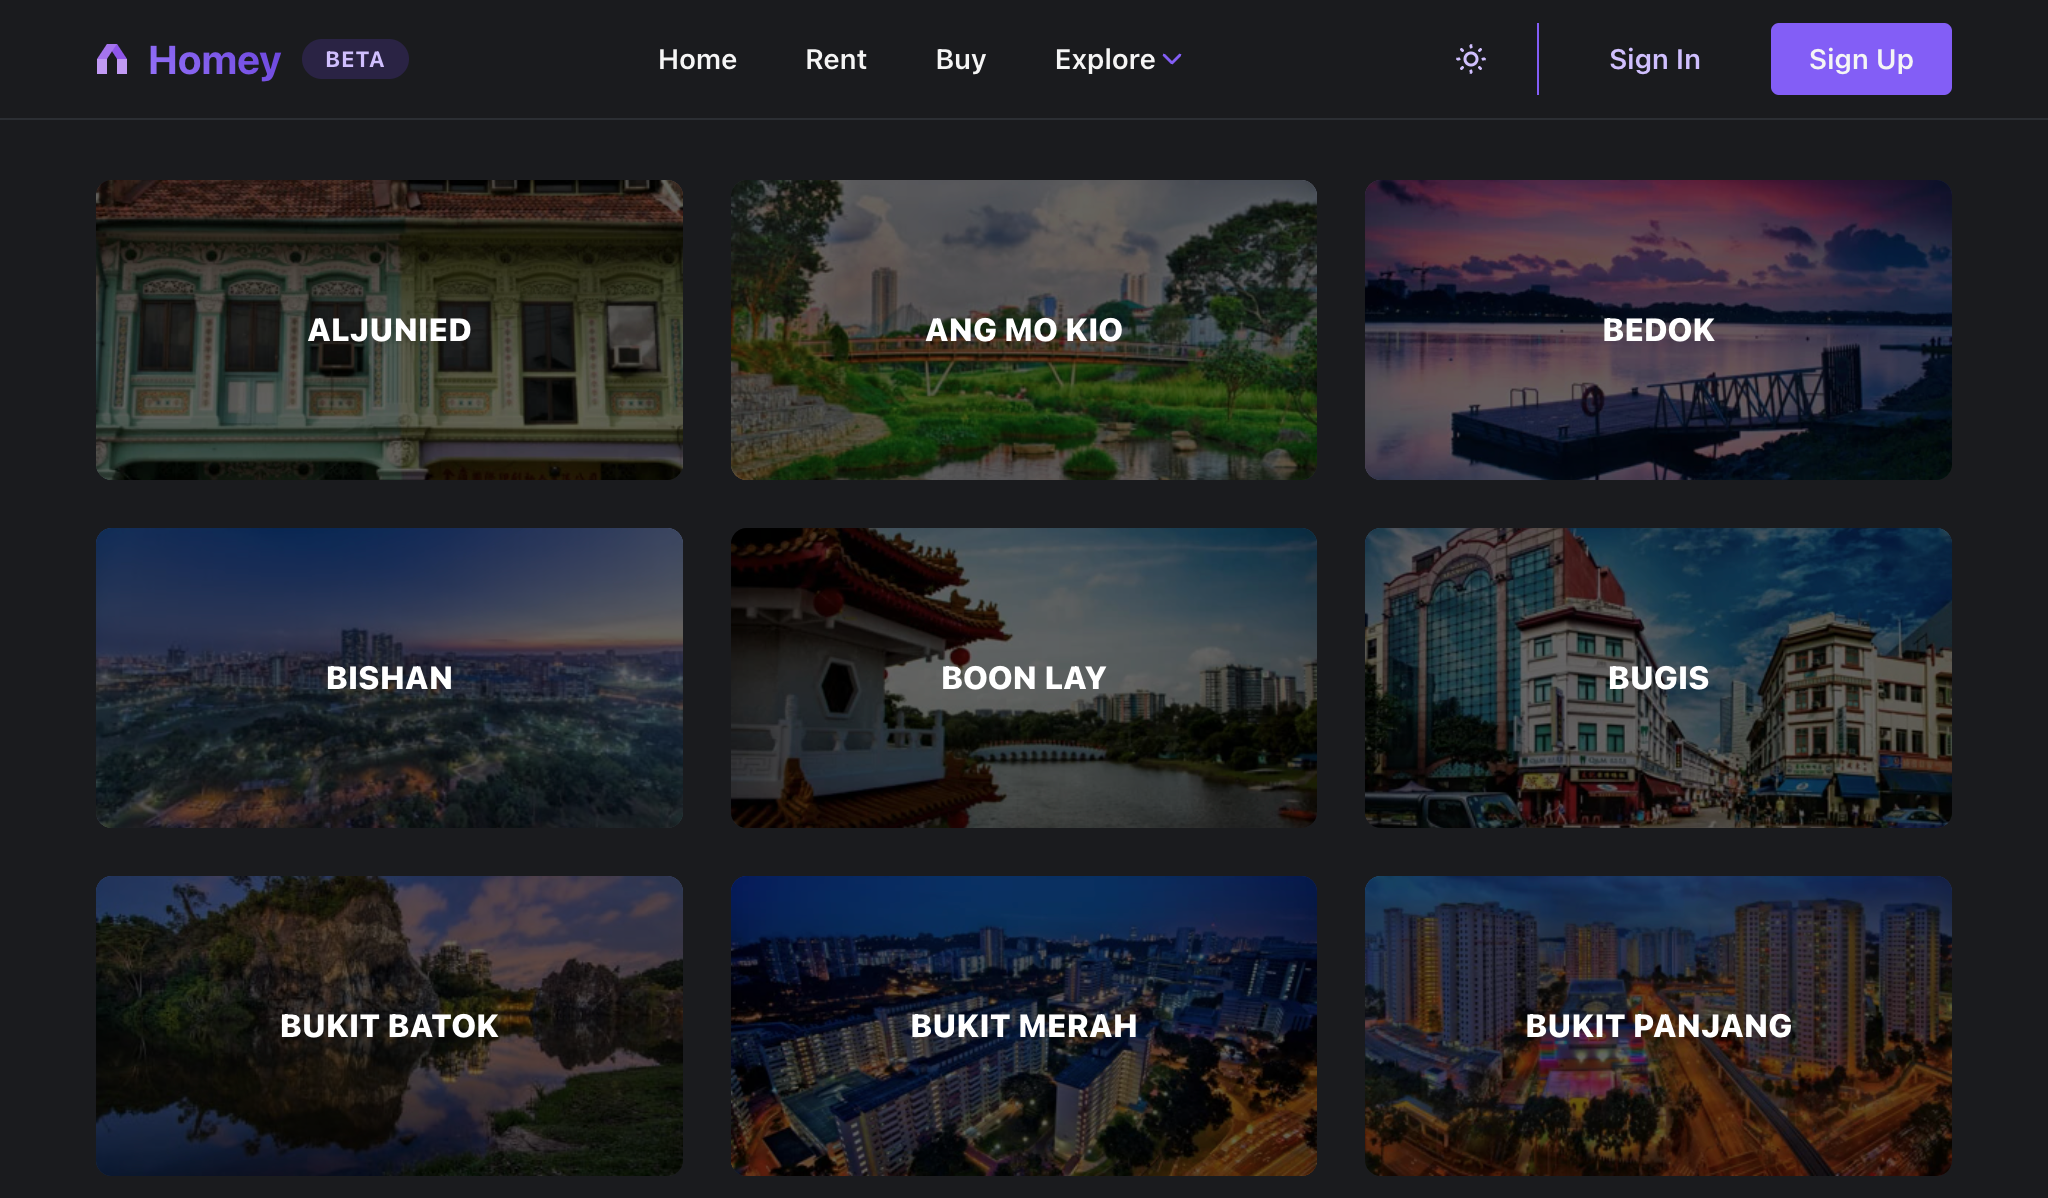 Homey BETA Home Rent Buy Explore Sign In Sign Up
ALJUNIED
ANG MO KIO
BEDOK
BISHAN
BOON LAY
BUGIS
BUKIT BATOK
BUKIT MERAH
BUKIT PANJANG